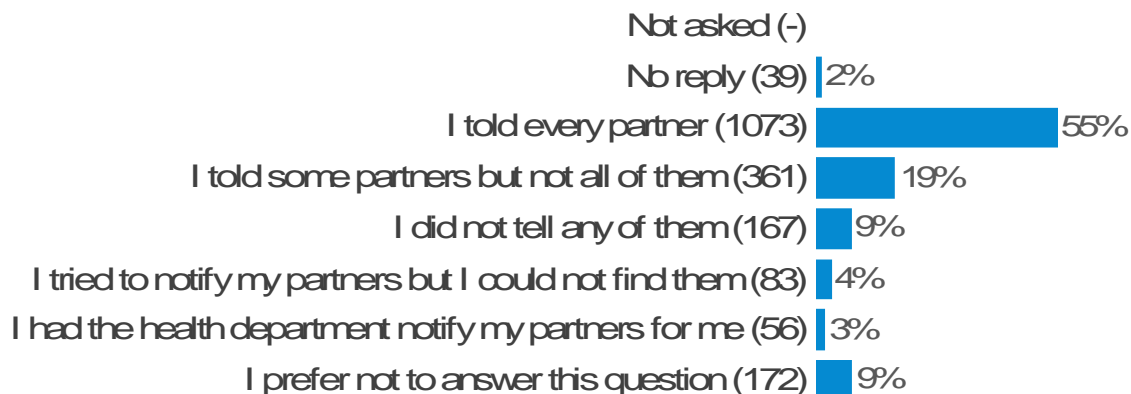 Not asked (-)
No reply (39) 2%
I told every partner (1073) 55%
I told some partners but not all of them (361) 19%
I did not tell any of them (167) 9%
I tried to notify my partners but I could not find them (83) 4%
I had the health department notify my partners for me (56) 3%
I prefer not to answer this question (172) 9%